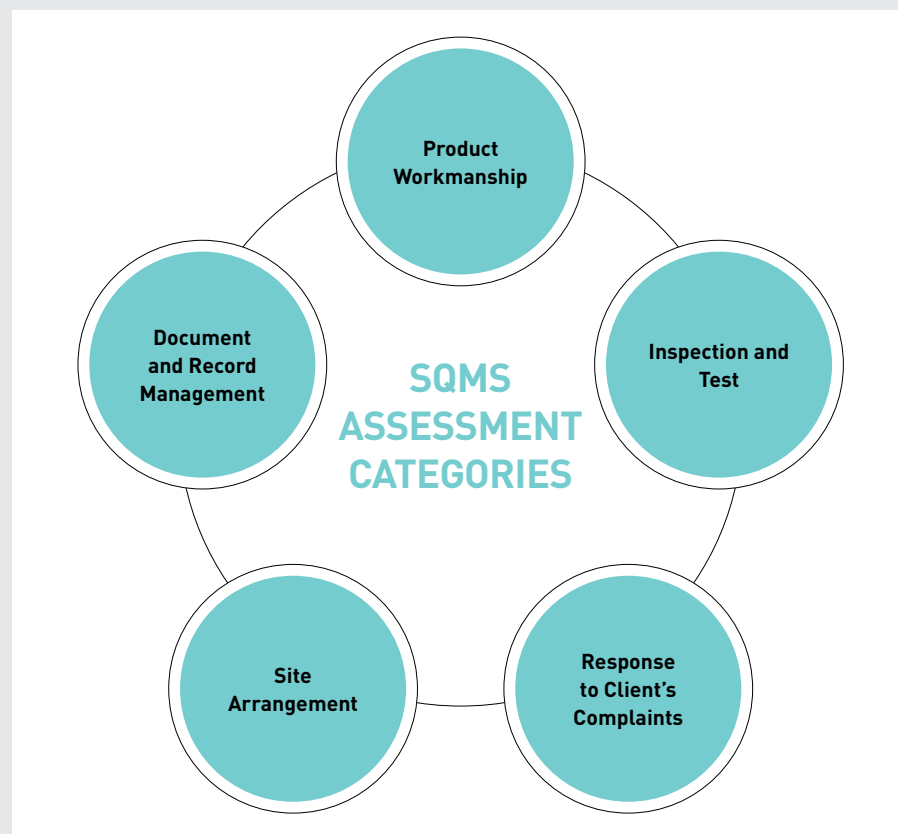 Product
Workmanship
Document
and Record
Management
Inspection and
Test
SQMS
ASSESSMENT
CATEGORIES
Site
Arrangement
Response
to Client’s
Complaints